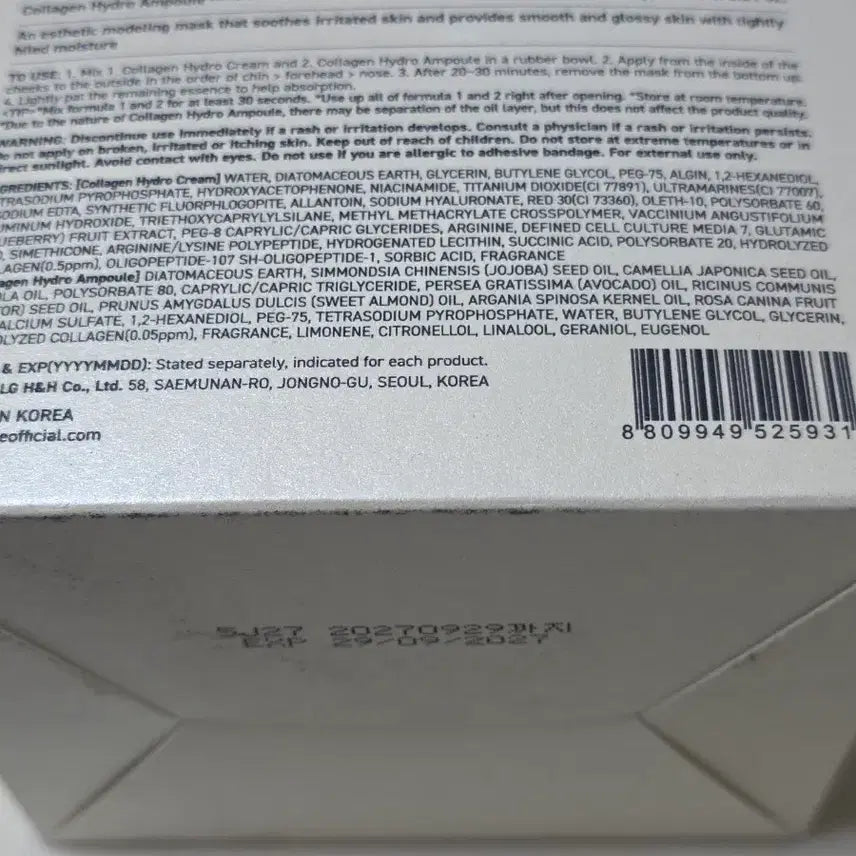 Collagen Hydro Ampoule
An esthetic modeling mask that soothes irritated skin and provides smooth and glossy skin with tightly
filled moisture
TO USE: 1. Mix 1. Collagen Hydro Cream and 2. Collagen Hydro Ampoule in a rubber bowl. 2. Apply from the inside of the
cheeks to the outside in the order of chin > forehead > nose. 3. After 20-30 minutes, remove the mask from the bottom up.
4. Lightly pat the remaining essence to help absorption.
<TIP> *Mix formula 1 and 2 for at least 30 seconds. *Use up all of formula 1 and 2 right after opening. *Store at room temperature.
*Due to the nature of Collagen Hydro Ampoule, there may be separation of the oil layer, but this does not affect the product quality.
WARNING: Discontinue use immediately if a rash or irritation develops. Consult a physician if a rash or irritation persists.
Do not apply on broken, irritated or itching skin. Keep out of reach of children. Do not store at extreme temperatures or in
direct sunlight. Avoid contact with eyes. Do not use if you are allergic to adhesive bandage. For external use only.
GREDIENTS: [Collagen Hydro Cream] WATER, DIATOMACEOUS EARTH, GLYCERIN, BUTYLENE GLYCOL, PEG-75, ALGIN, 1,2-HEXANEDIOL,
TRASODIUM PYROPHOSPHATE, HYDROXYACETOPHENONE, NIACINAMIDE, TITANIUM DIOXIDE(CI 77891), ULTRAMARINES(CI 77007),
ODIUM EDTA, SYNTHETIC FLUORPHLOGOPITE, ALLANTOIN, SODIUM HYALURONATE, RED 30(CI 73360), OLETH-10, POLYSORBATE 60,
UMINUM HYDROXIDE, TRIETHOXYCAPRYLYLSILANE, METHYL METHACRYLATE CROSSPOLYMER, VACCINIUM ANGUSTIFOLIUM
UEBERRY) FRUIT EXTRACT, PEG-8 CAPRYLIC/CAPRIC GLYCERIDES, ARGININE, DEFINED CELL CULTURE MEDIA 7, GLUTAMIC
D, SIMETHICONE, ARGININE/LYSINE POLYPEPTIDE, HYDROGENATED LECITHIN, SUCCINIC ACID, POLYSORBATE 20, HYDROLYZED
LAGEN(0.5ppm), OLIGOPEPTIDE-107 SH-OLIGOPEPTIDE-1, SORBIC ACID, FRAGRANCE
agen Hydro Ampoule] DIATOMACEOUS EARTH, SIMMONDSIA CHINENSIS (JOJOBA) SEED OIL, CAMELLIA JAPONICA SEED OIL,
LA OIL, POLYSORBATE 80, CAPRYLIC/CAPRIC TRIGLYCERIDE, PERSEA GRATISSIMA (AVOCADO) OIL, RICINUS COMMUNIS
TOR) SEED OIL, PRUNUS AMYGDALUS DULCIS (SWEET ALMOND) OIL, ARGANIA SPINOSA KERNEL OIL, ROSA CANINA FRUIT
ALCIUM SULFATE, 1,2-HEXANEDIOL, PEG-75, TETRASODIUM PYROPHOSPHATE, WATER, BUTYLENE GLYCOL, GLYCERIN,
OLYZED COLLAGEN(0.05ppm), FRAGRANCE, LIMONENE, CITRONELLOL, LINALOOL, GERANIOL, EUGENOL
& EXP(YYYYMMDD): Stated separately, indicated for each product.
LG H&H Co., Ltd. 58, SAEMUNAN-RO, JONGNO-GU, SEOUL, KOREA
N KOREA
eofficial.com
8 809949 525931
5J27 20270929까지
EXP 29/09/2027